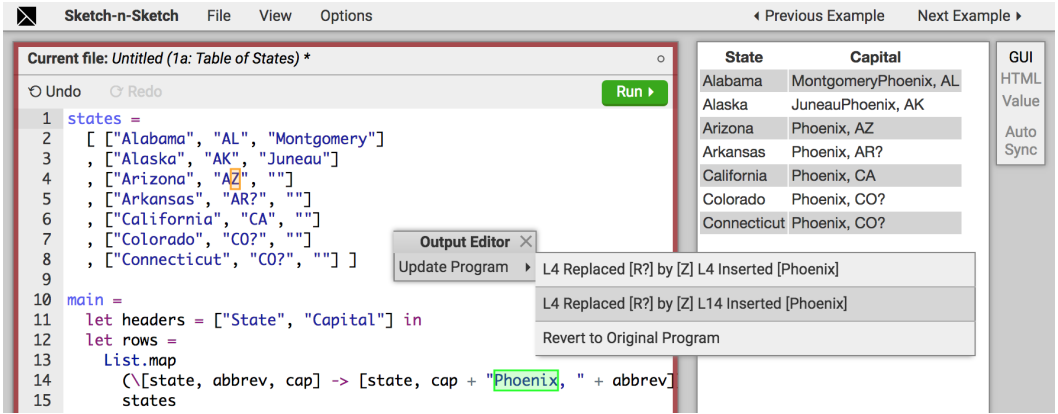 Sketch-n-Sketch File View Options Previous Example Next Example
Current file: Untitled (1a: Table of States) *
Undo Redo Run
1 states =
2 [ ["Alabama", "AL", "Montgomery"]
3 , ["Alaska", "AK", "Juneau"]
4 , ["Arizona", "AZ", ""]
5 , ["Arkansas", "AR?", ""]
6 , ["California", "CA", ""]
7 , ["Colorado", "CO?", ""]
8 , ["Connecticut", "CO?", ""] ]
9
10 main =
11 let headers = ["State", "Capital"] in
12 let rows =
13 List.map
14 (\[state, abbrev, cap] -> [state, cap + "Phoenix, " + abbrev]
15 states
Output Editor
Update Program
L4 Replaced [R?] by [Z] L4 Inserted [Phoenix]
L4 Replaced [R?] by [Z] L14 Inserted [Phoenix]
Revert to Original Program
State Capital
Alabama MontgomeryPhoenix, AL
Alaska JuneauPhoenix, AK
Arizona Phoenix, AZ
Arkansas Phoenix, AR?
California Phoenix, CA
Colorado Phoenix, CO?
Connecticut Phoenix, CO?
GUI
HTML
Value
Auto
Sync